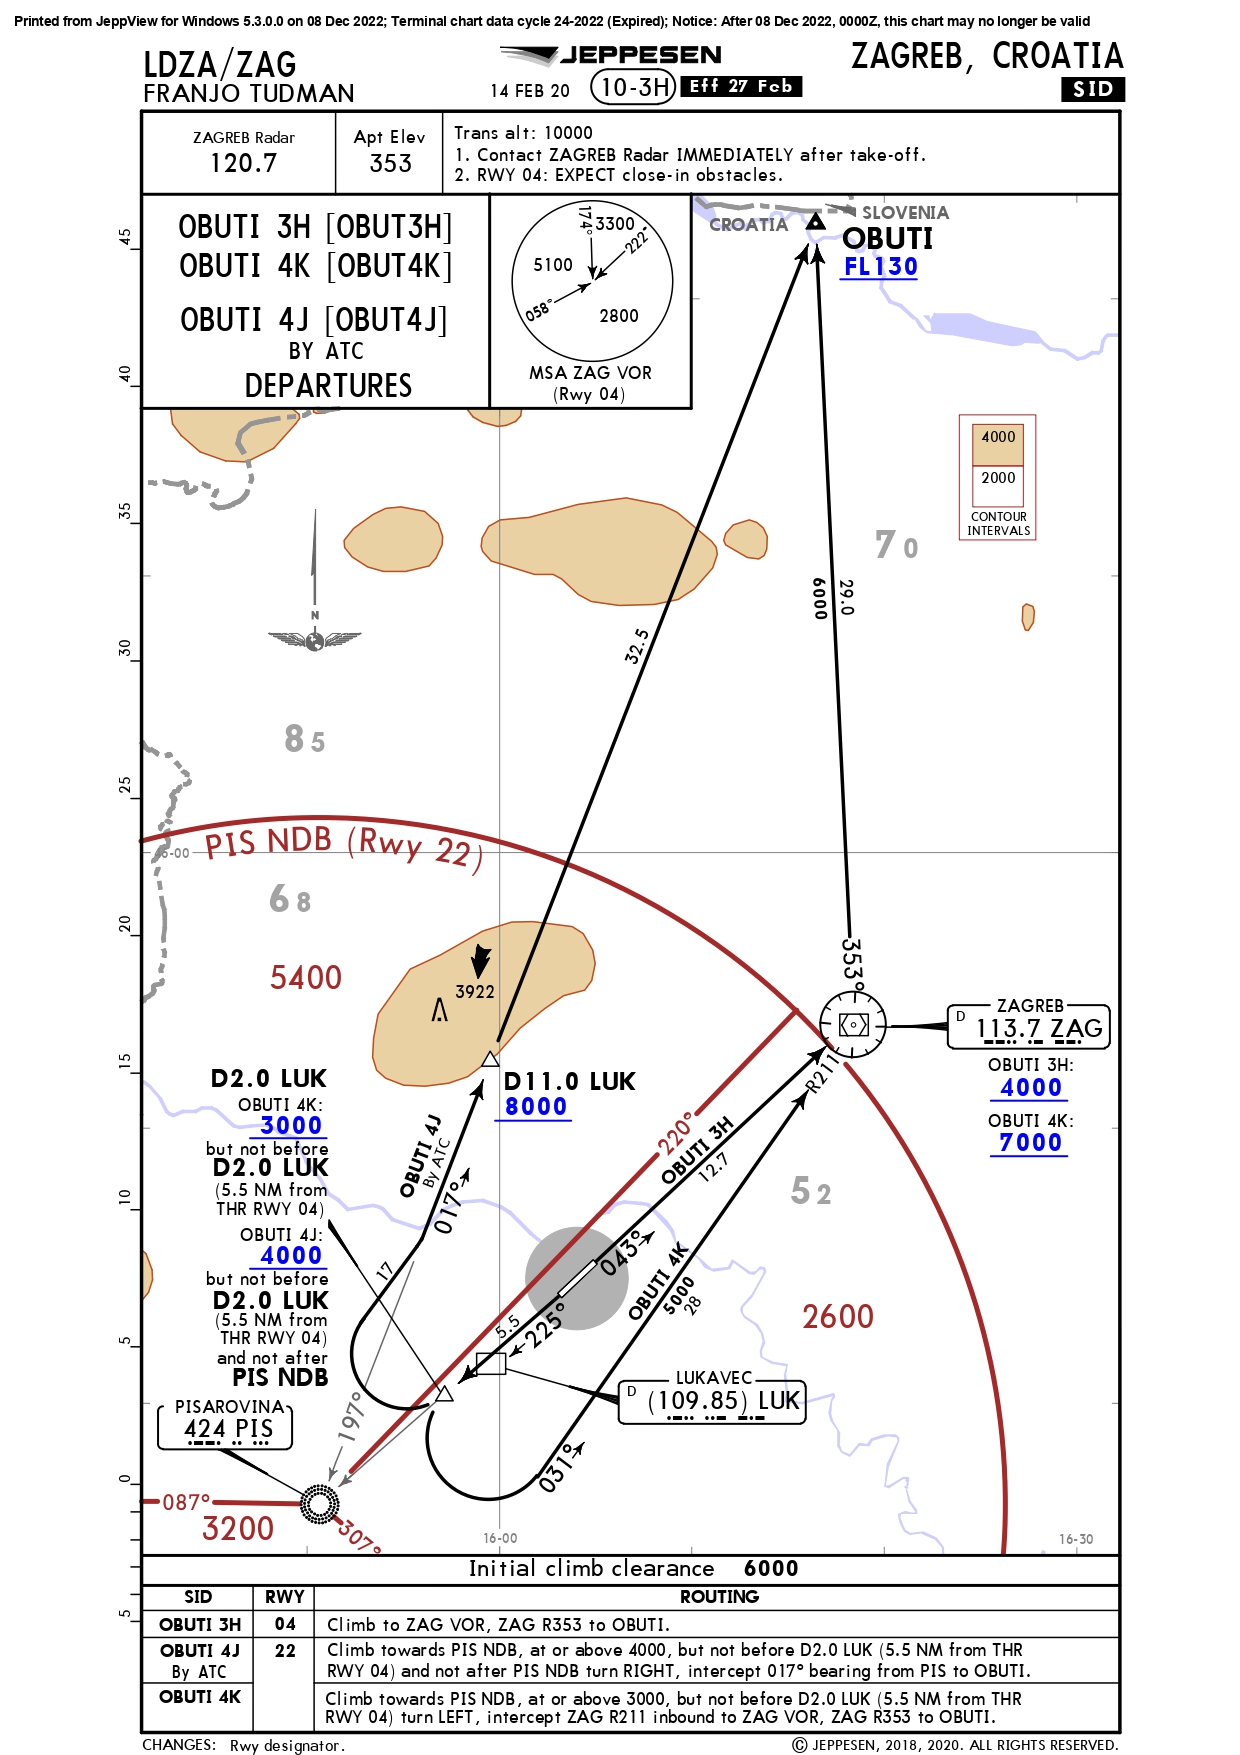 Printed from JeppView for Windows 5.3.0.0 on 08 Dec 2022; Terminal chart data cycle 24-2022 (Expired); Notice: After 08 Dec 2022, 0000Z, this chart may no longer be valid
LDZA/ZAG
FRANJO TUDMAN
JEPPESEN
14 FEB 20
10-3H
Eff 27 Feb
ZAGREB, CROATIA
SID
ZAGREB Radar
120.7
Apt Elev
353
Trans alt: 10000
1. Contact ZAGREB Radar IMMEDIATELY after take-off.
2. RWY 04: EXPECT close-in obstacles.
OBUTI 3H [OBUT3H]
OBUTI 4K [OBUT4K]
OBUTI 4J [OBUT4J]
BY ATC
DEPARTURES
174°
3300
222°
5100
058°
2800
MSA ZAG VOR
(Rwy 04)
CROATIA
SLOVENIA
OBUTI
FL130
45
40
35
30
25
20
15
10
5
0
5
4000
2000
CONTOUR
INTERVALS
70
N
6000
29.0
32.5
85
PIS NDB (Rwy 22)
46-00
68
5400
3922
353°
ZAGREB
D 113.7 ZAG
R211
OBUTI 3H:
4000
OBUTI 4K:
7000
D11.0 LUK
8000
D2.0 LUK
OBUTI 4K:
3000
but not before
D2.0 LUK
(5.5 NM from
THR RWY 04)
OBUTI 4J:
4000
but not before
D2.0 LUK
(5.5 NM from
THR RWY 04)
and not after
PIS NDB
OBUTI 4J
By ATC
017°
17
220°
OBUTI 3H
12.7
52
043°
OBUTI 4K
5000
28
2600
5.5
225°
LUKAVEC
D (109.85) LUK
PISAROVINA
424 PIS
197°
031°
087°
3200
307°
16-00
16-30
Initial climb clearance 6000
SID RWY ROUTING
OBUTI 3H 04 Climb to ZAG VOR, ZAG R353 to OBUTI.
OBUTI 4J 22 Climb towards PIS NDB, at or above 4000, but not before D2.0 LUK (5.5 NM from THR
By ATC RWY 04) and not after PIS NDB turn RIGHT, intercept 017° bearing from PIS to OBUTI.
OBUTI 4K Climb towards PIS NDB, at or above 3000, but not before D2.0 LUK (5.5 NM from THR
RWY 04) turn LEFT, intercept ZAG R211 inbound to ZAG VOR, ZAG R353 to OBUTI.
CHANGES: Rwy designator.
© JEPPESEN, 2018, 2020. ALL RIGHTS RESERVED.